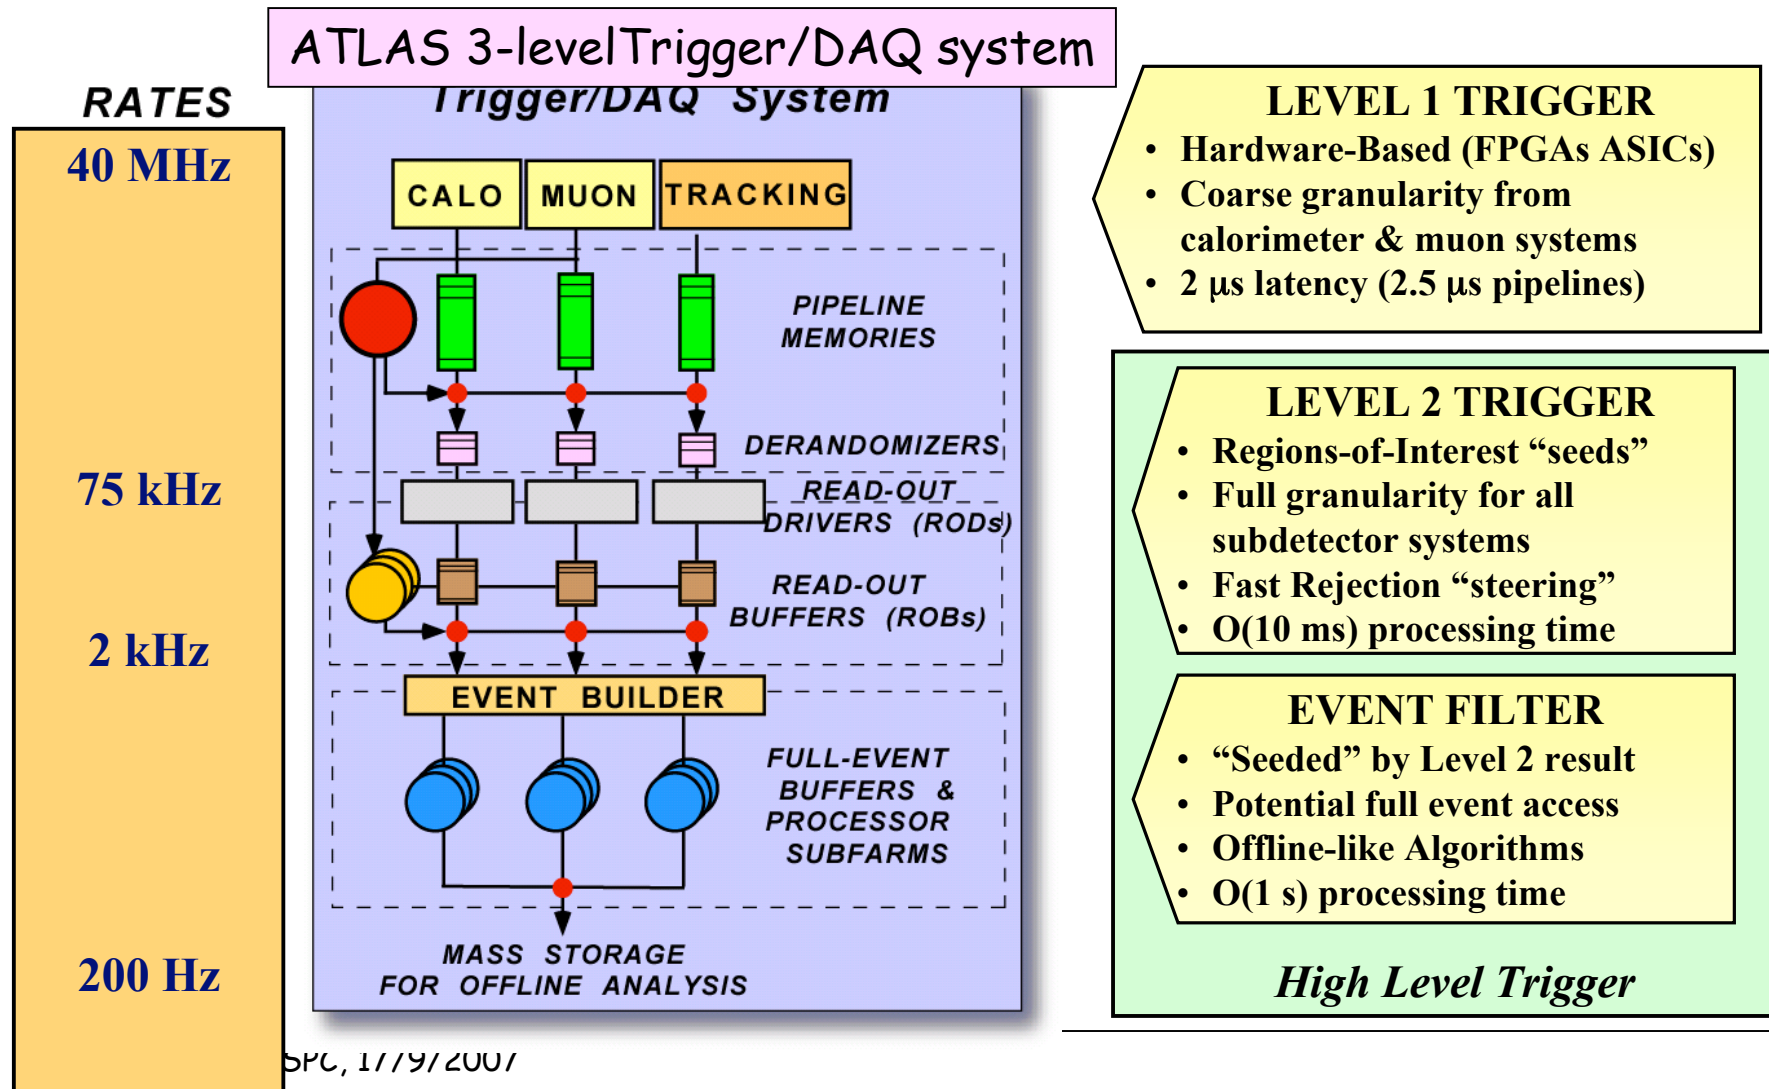 ATLAS 3-levelTrigger/DAQ system
RATES
40 MHz
75 kHz
2 kHz
200 Hz
Trigger/DAQ System
CALO
MUON
TRACKING
PIPELINE
MEMORIES
DERANDOMIZERS
READ-OUT
DRIVERS (RODs)
READ-OUT
BUFFERS (ROBs)
EVENT BUILDER
FULL-EVENT
BUFFERS &
PROCESSOR
SUBFARMS
MASS STORAGE
FOR OFFLINE ANALYSIS
LEVEL 1 TRIGGER
• Hardware-Based (FPGAs ASICs)
• Coarse granularity from
calorimeter & muon systems
• 2 μs latency (2.5 μs pipelines)
LEVEL 2 TRIGGER
• Regions-of-Interest “seeds”
• Full granularity for all
subdetector systems
• Fast Rejection “steering”
• O(10 ms) processing time
EVENT FILTER
• “Seeded” by Level 2 result
• Potential full event access
• Offline-like Algorithms
• O(1 s) processing time
High Level Trigger
SPC, 17/9/2007